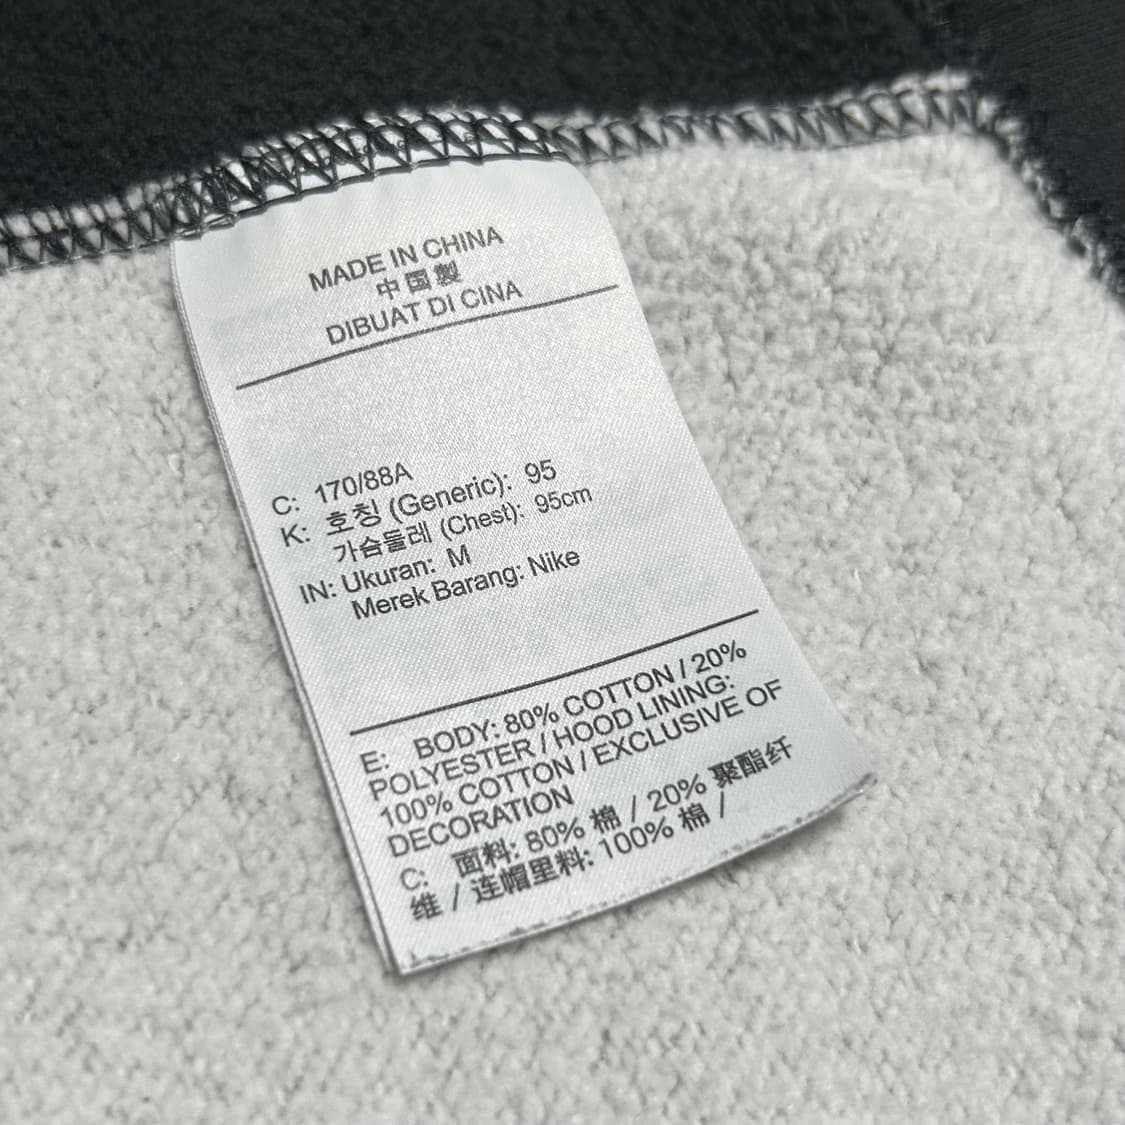 MADE IN CHINA
中国製
DIBUAT DI CINA
C: 170/88A
K: 호칭 (Generic): 95
가슴둘레 (Chest): 95cm
IN: Ukuran: M
Merek Barang: Nike
E: BODY: 80% COTTON / 20%
POLYESTER / HOOD LINING:
100% COTTON / EXCLUSIVE OF
DECORATION
C: 面料: 80% 棉 / 20% 聚酯纤
维 / 连帽里料: 100% 棉 /